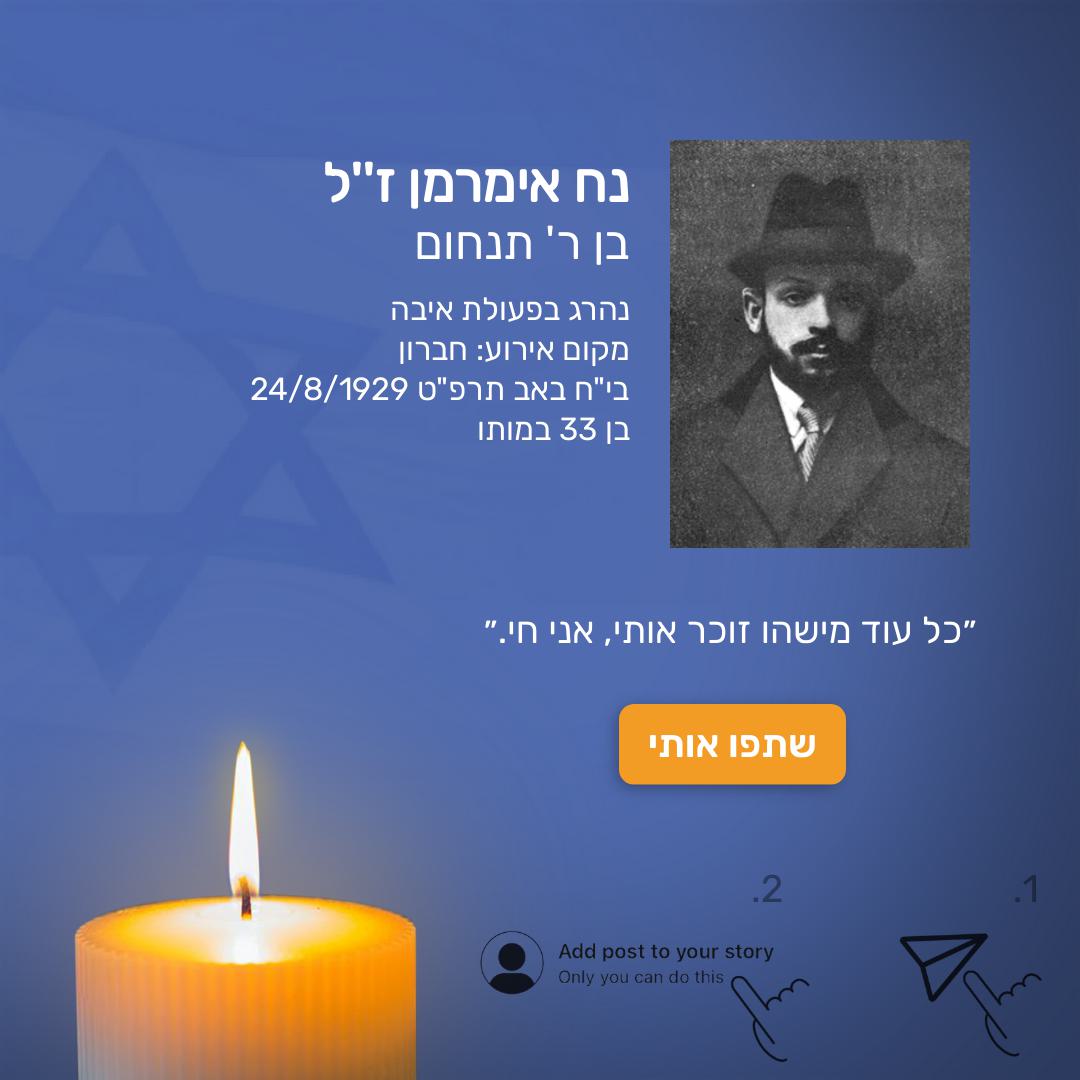 נח אימרמן ז"ל
בן ר' תנחום
נהרג בפעולת איבה
מקום אירוע: חברון
בי"ח באב תרפ"ט 24/8/1929
בן 33 במותו
״כל עוד מישהו זוכר אותי, אני חי.״
שתפו אותי
.1
.2
Add post to your story
Only you can do this